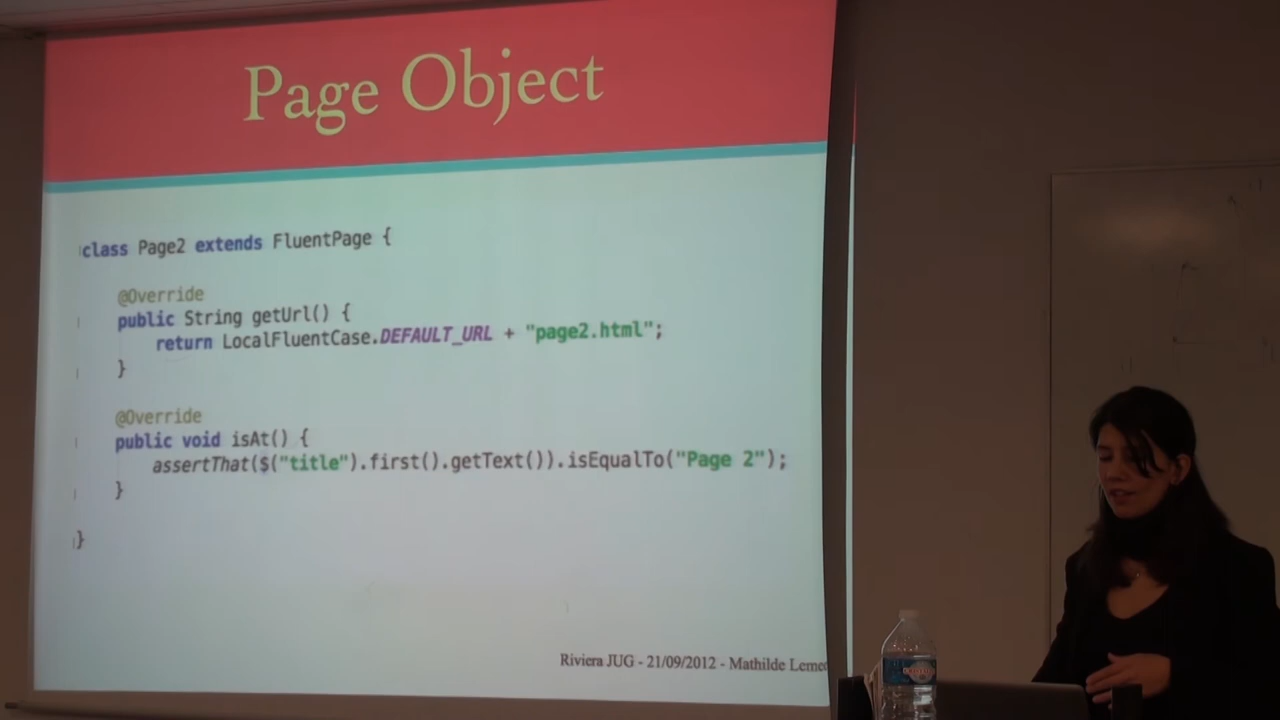 Page Object
class Page2 extends FluentPage {
@Override
public String getUrl() {
return LocalFluentCase.DEFAULT_URL + "page2.html";
}
@Override
public void isAt() {
assertThat($("title").first().getText()).isEqualTo("Page 2");
}
}
Riviera JUG - 21/09/2012 - Mathilde